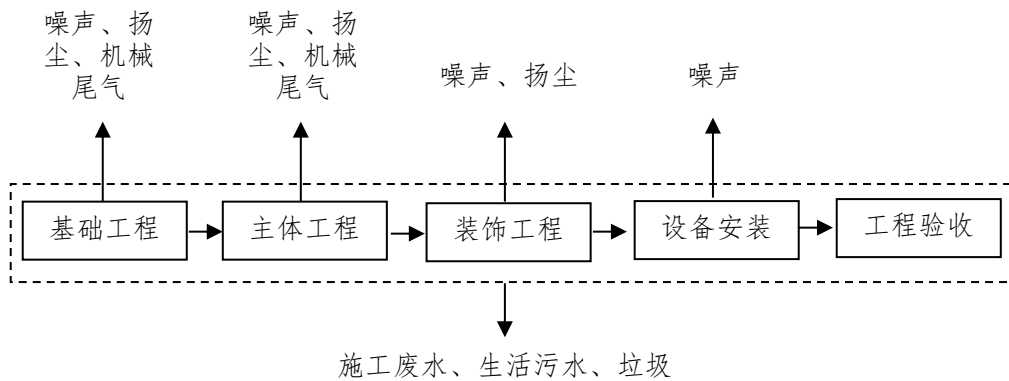 噪声、扬
尘、机械
尾气
噪声、扬
尘、机械
尾气
噪声、扬尘
噪声
基础工程
主体工程
装饰工程
设备安装
工程验收
施工废水、生活污水、垃圾